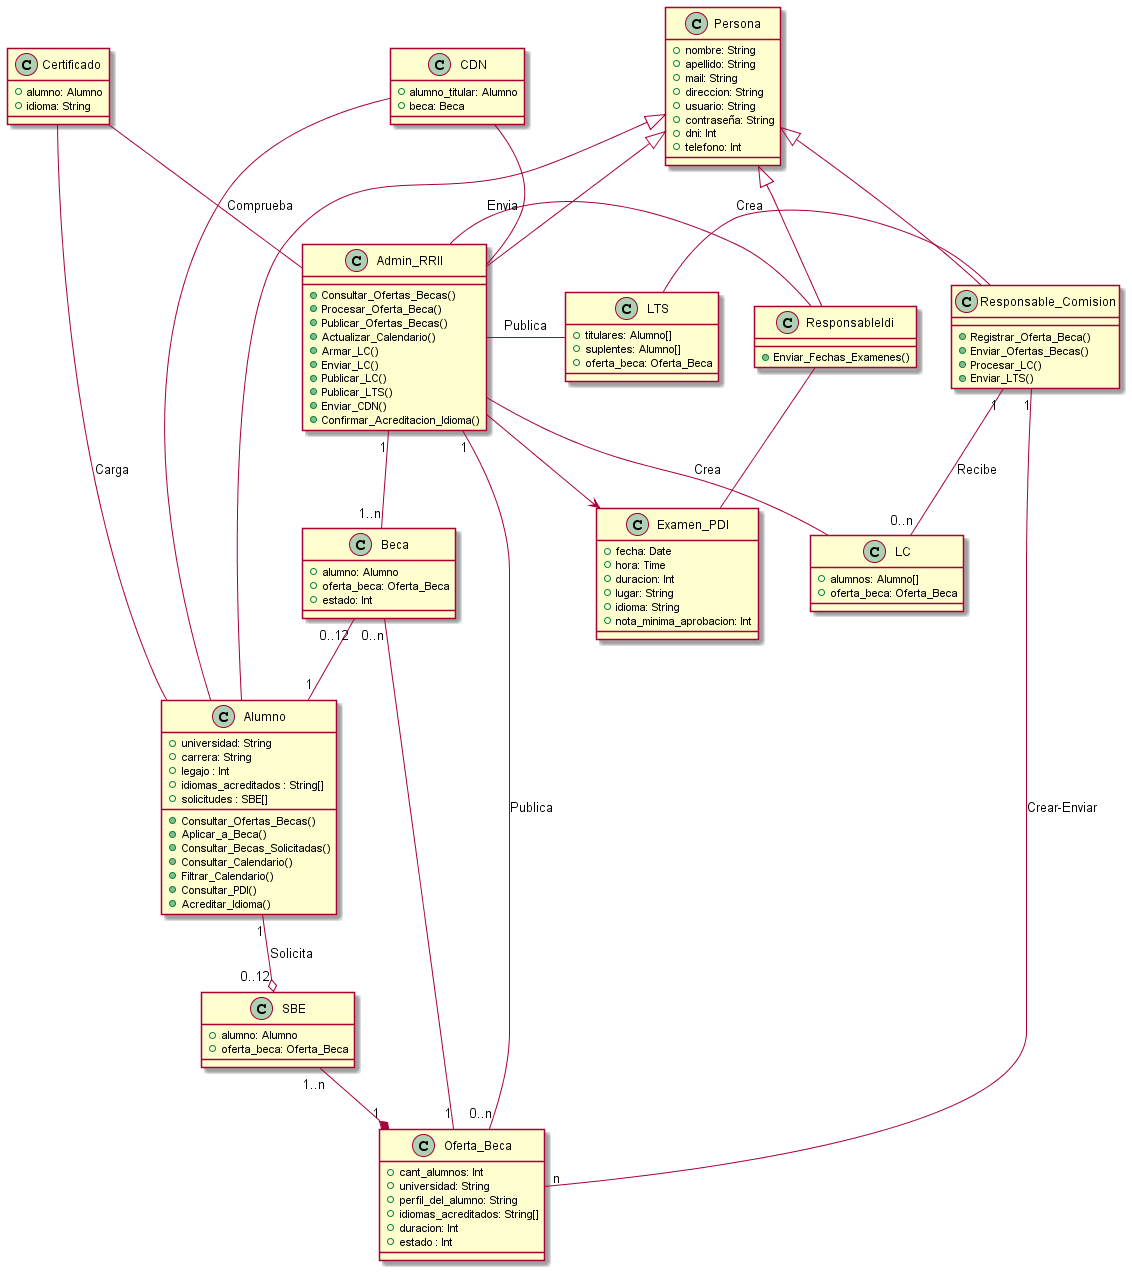 C Persona
nombre: String
apellido: String
mail: String
direccion: String
usuario: String
contraseña: String
dni: Int
telefono: Int
C Certificado
alumno: Alumno
idioma: String
C CDN
alumno_titular: Alumno
beca: Beca
Comprueba
Envia
Crea
C Admin_RRII
Consultar_Ofertas_Becas()
Procesar_Oferta_Beca()
Publicar_Ofertas_Becas()
Actualizar_Calendario()
Armar_LC()
Enviar_LC()
Publicar_LC()
Publicar_LTS()
Enviar_CDN()
Confirmar_Acreditacion_Idioma()
Publica
C LTS
titulares: Alumno[]
suplentes: Alumno[]
oferta_beca: Oferta_Beca
C ResponsableIdi
Enviar_Fechas_Examenes()
C Responsable_Comision
Registrar_Oferta_Beca()
Enviar_Ofertas_Becas()
Procesar_LC()
Enviar_LTS()
1
1
1
1
Carga
Crea
Recibe
1..n
0..n
C Beca
alumno: Alumno
oferta_beca: Oferta_Beca
estado: Int
C Examen_PDI
fecha: Date
hora: Time
duracion: Int
lugar: String
idioma: String
nota_minima_aprobacion: Int
C LC
alumnos: Alumno[]
oferta_beca: Oferta_Beca
0..12
0..n
1
C Alumno
universidad: String
carrera: String
legajo : Int
idiomas_acreditados : String[]
solicitudes : SBE[]
Consultar_Ofertas_Becas()
Aplicar_a_Beca()
Consultar_Becas_Solicitadas()
Consultar_Calendario()
Filtrar_Calendario()
Consultar_PDI()
Acreditar_Idioma()
Publica
Crear-Enviar
1
Solicita
0..12
C SBE
alumno: Alumno
oferta_beca: Oferta_Beca
1..n
1
1
0..n
n
C Oferta_Beca
cant_alumnos: Int
universidad: String
perfil_del_alumno: String
idiomas_acreditados: String[]
duracion: Int
estado : Int